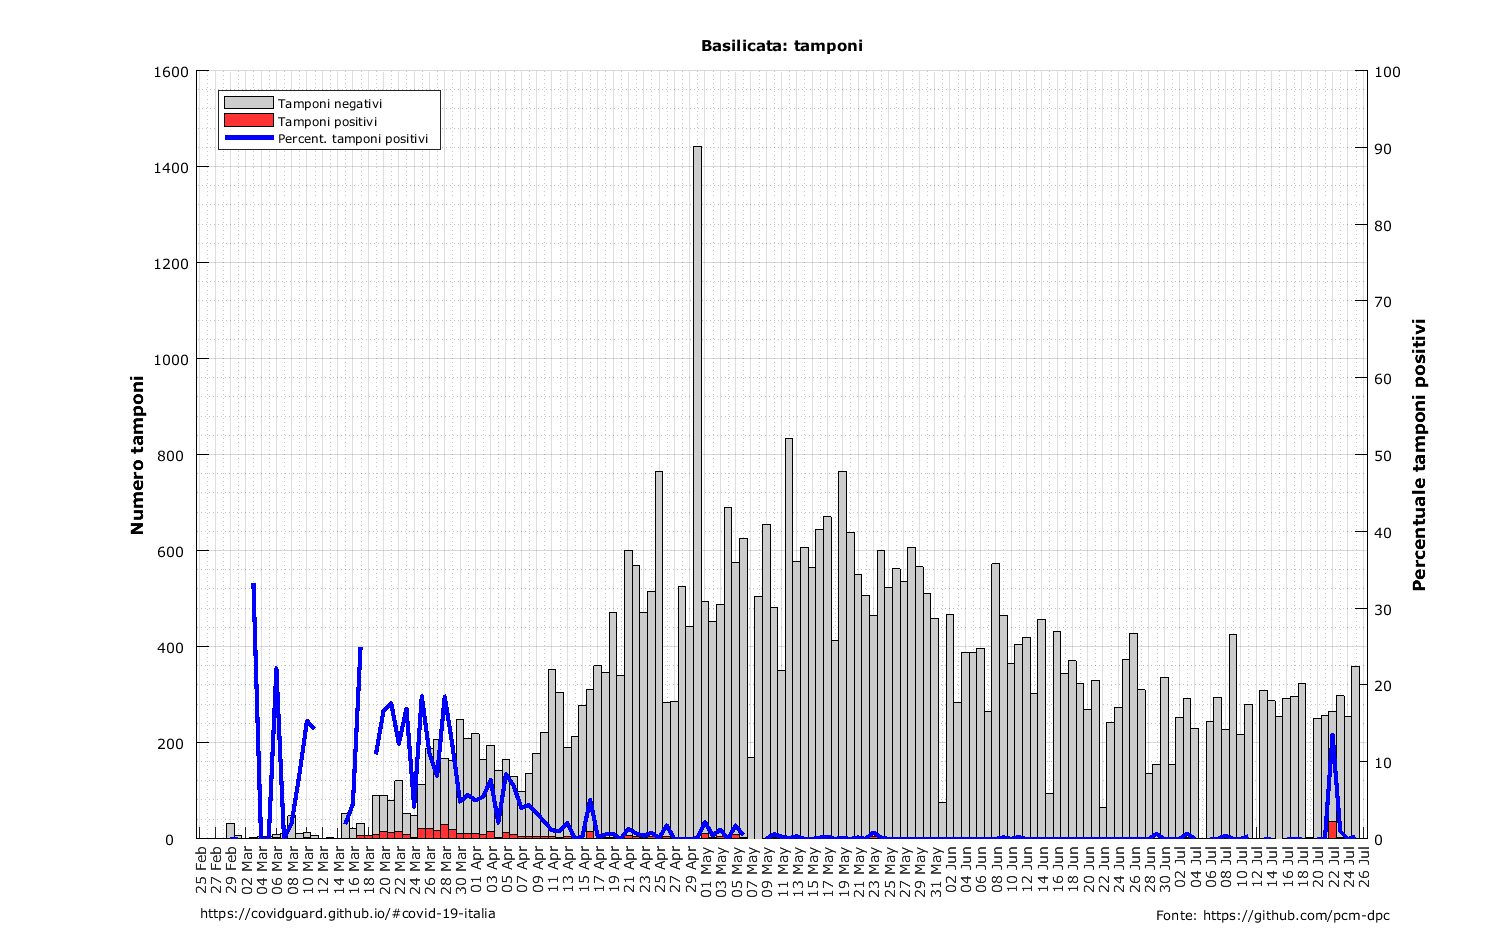 Basilicata: tamponi
Tamponi negativi
Tamponi positivi
Percent. tamponi positivi
Numero tamponi
1600
1400
1200
1000
800
600
400
200
0
Percentuale tamponi positivi
100
90
80
70
60
50
40
30
20
10
0
25 Feb
27 Feb
29 Feb
02 Mar
04 Mar
06 Mar
08 Mar
10 Mar
12 Mar
14 Mar
16 Mar
18 Mar
20 Mar
22 Mar
24 Mar
26 Mar
28 Mar
30 Mar
01 Apr
03 Apr
05 Apr
07 Apr
09 Apr
11 Apr
13 Apr
15 Apr
17 Apr
19 Apr
21 Apr
23 Apr
25 Apr
27 Apr
29 Apr
01 May
03 May
05 May
07 May
09 May
11 May
13 May
15 May
17 May
19 May
21 May
23 May
25 May
27 May
29 May
31 May
02 Jun
04 Jun
06 Jun
08 Jun
10 Jun
12 Jun
14 Jun
16 Jun
18 Jun
20 Jun
22 Jun
24 Jun
26 Jun
28 Jun
30 Jun
02 Jul
04 Jul
06 Jul
08 Jul
10 Jul
12 Jul
14 Jul
16 Jul
18 Jul
20 Jul
22 Jul
24 Jul
26 Jul
https://covidguard.github.io/#covid-19-italia
Fonte: https://github.com/pcm-dpc